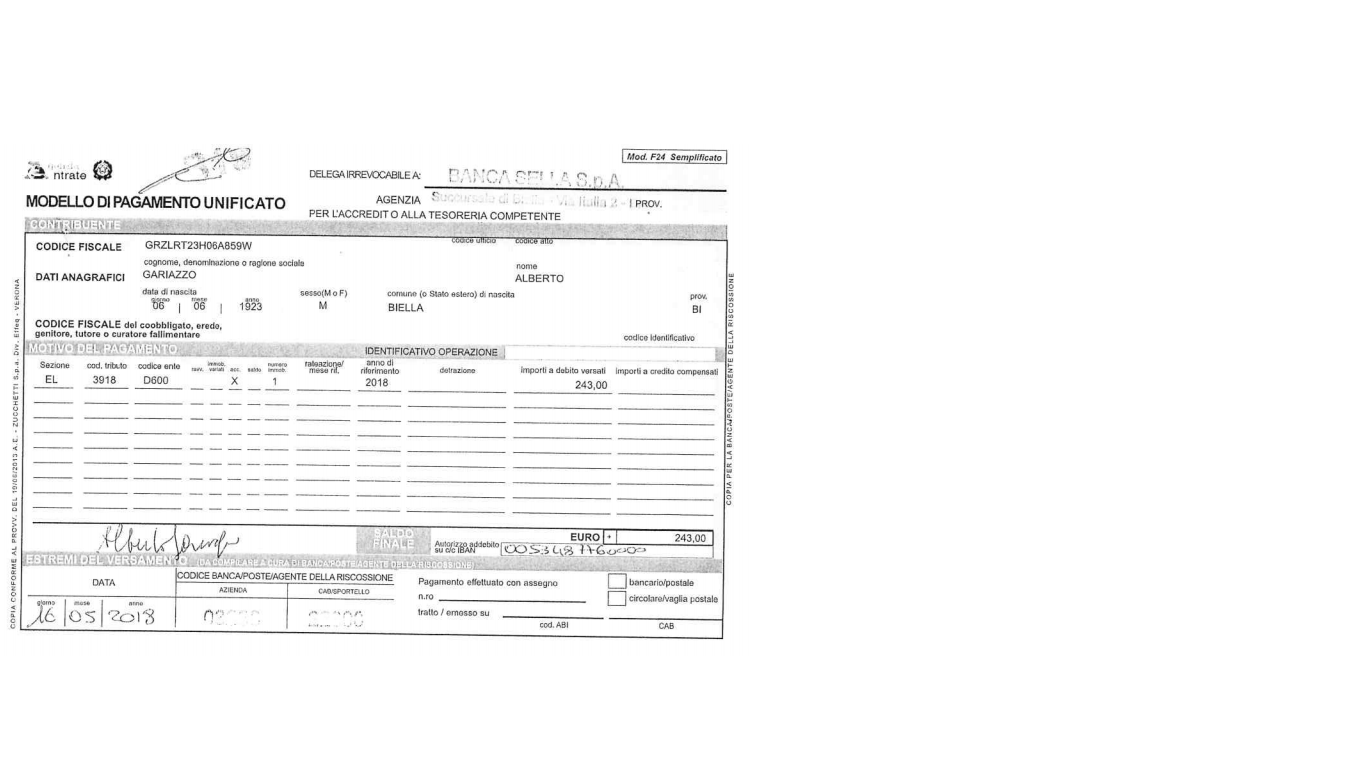 Mod. F24 Semplificato
ntrate
DELEGA IRREVOCABILE A: BANCA SELLA S.p.A.
MODELLO DI PAGAMENTO UNIFICATO
AGENZIA Succursale di Biella - Via Italia 2 - PROV.
PER L'ACCREDITO ALLA TESORERIA COMPETENTE
CONTRIBUENTE
codice ufficio codice atto
CODICE FISCALE GRZLRT23H06A859W
cognome, denominazione o ragione sociale nome
DATI ANAGRAFICI GARIAZZO ALBERTO
data di nascita sesso(M o F) comune (o Stato estero) di nascita prov.
giorno mese anno
06 06 1923 M BIELLA BI
CODICE FISCALE del coobbligato, erede,
genitore, tutore o curatore fallimentare
codice identificativo
MOTIVO DEL PAGAMENTO IDENTIFICATIVO OPERAZIONE
Sezione cod. tributo codice ente ravv. immob. variati acc. saldo numero immob. rateazione/ mese rif. anno di riferimento detrazione importi a debito versati importi a credito compensati
EL 3918 D600 X 1 2018 243,00
SALDO FINALE
EURO + 243,00
Autorizzo addebito
su c/c IBAN
ESTREMI DEL VERSAMENTO (DA COMPILARE A CURA DI BANCA/POSTE/AGENTE DELLA RISCOSSIONE)
DATA CODICE BANCA/POSTE/AGENTE DELLA RISCOSSIONE
AZIENDA CAB/SPORTELLO
giorno mese anno
16 05 2018
Pagamento effettuato con assegno bancario/postale
n.ro circolare/vaglia postale
tratto / emesso su
cod. ABI CAB
COPIA CONFORME AL PROVV. DEL 10/06/2013 A.E. - ZUCCHETTI S.p.a. Div. Effeq - VERONA
COPIA PER LA BANCA/POSTE/AGENTE DELLA RISCOSSIONE